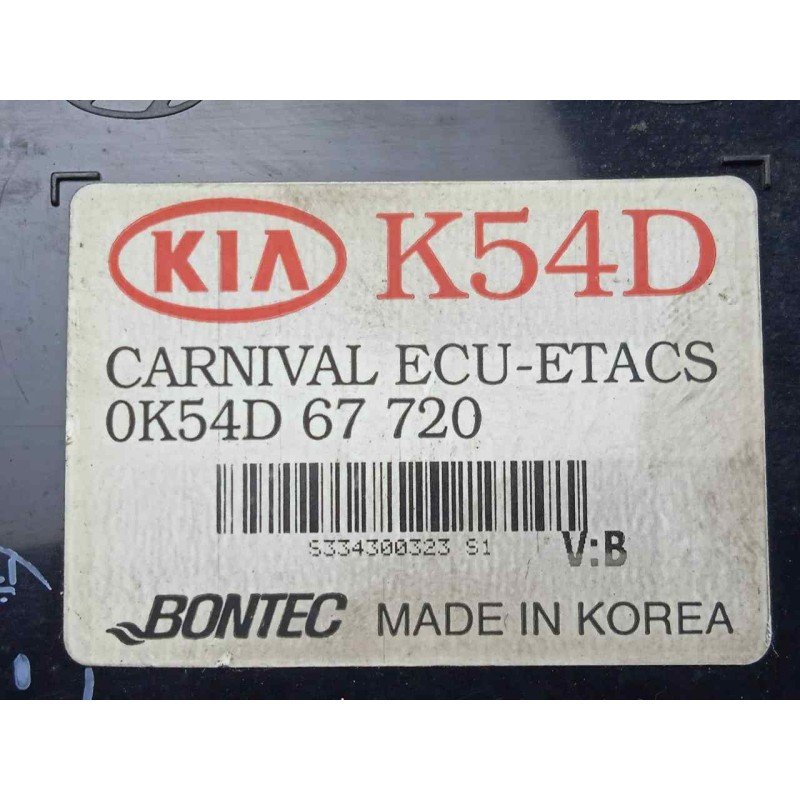 KIA K54D
CARNIVAL ECU-ETACS
0K54D 67 720
S334300323 S1 V:B
BONTEC MADE IN KOREA